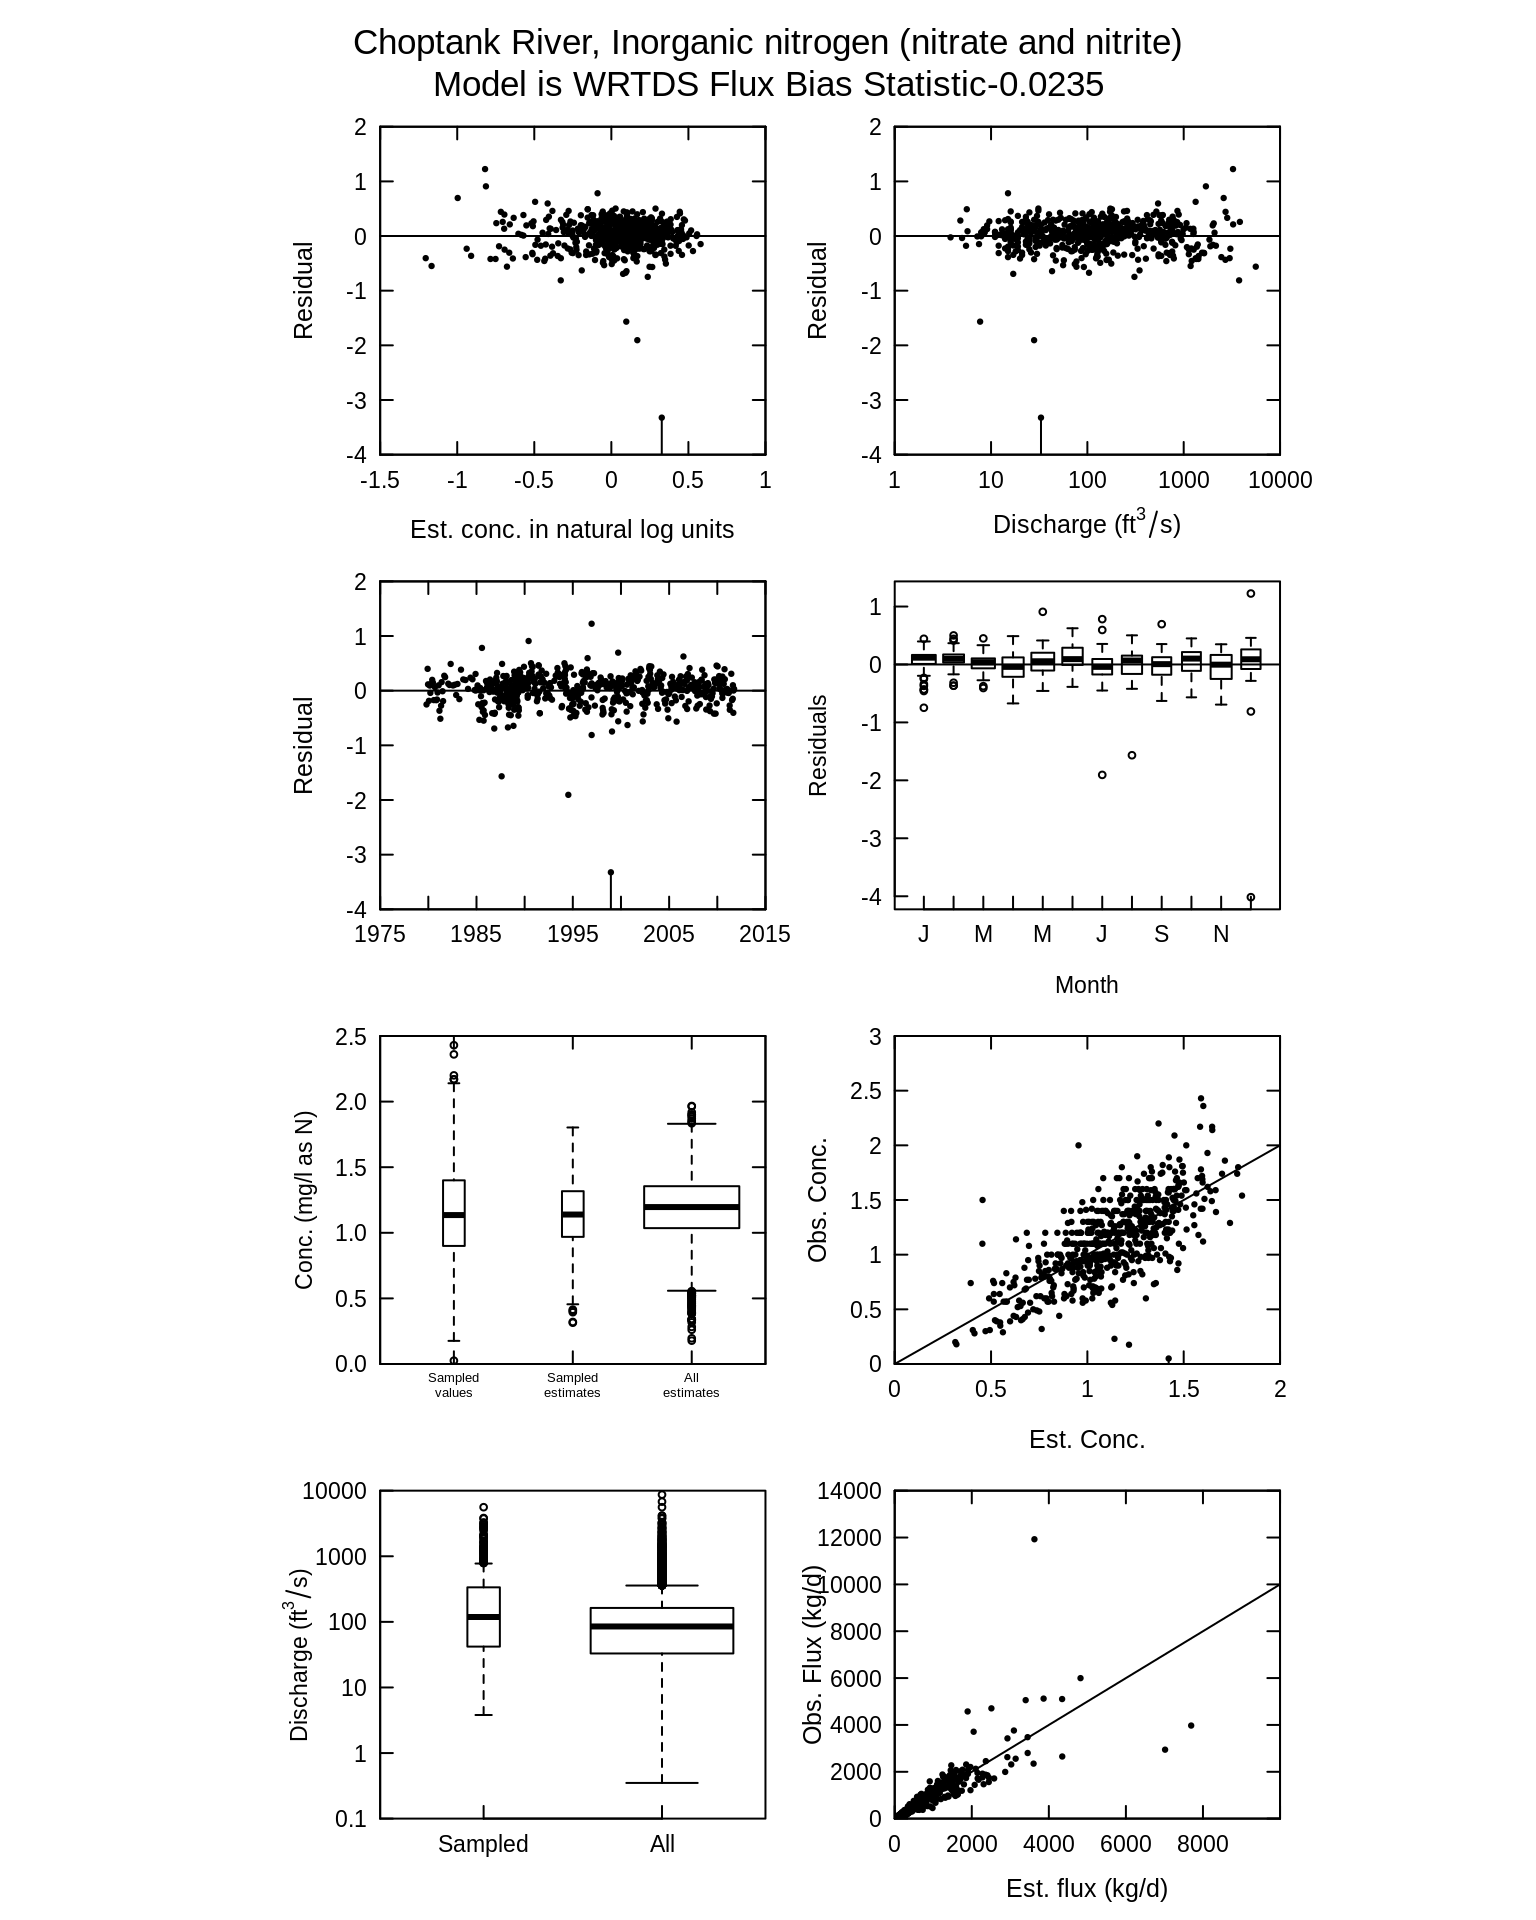 Choptank River, Inorganic nitrogen (nitrate and nitrite)
Model is WRTDS Flux Bias Statistic-0.0235
2
1
0
-1
-2
-3
-4
Residual
-1.5 -1 -0.5 0 0.5 1
Est. conc. in natural log units
2
1
0
-1
-2
-3
-4
Residual
1 10 100 1000 10000
Discharge (ft³/s)
2
1
0
-1
-2
-3
-4
Residual
1975 1985 1995 2005 2015
1
0
-1
-2
-3
-4
Residuals
J M M J S N
Month
2.5
2.0
1.5
1.0
0.5
0.0
Conc. (mg/l as N)
Sampled Sampled All
values estimates estimates
3
2.5
2
1.5
1
0.5
0
Obs. Conc.
0 0.5 1 1.5 2
Est. Conc.
10000
1000
100
10
1
0.1
Discharge (ft³/s)
Sampled All
14000
12000
10000
8000
6000
4000
2000
0
Obs. Flux (kg/d)
0 2000 4000 6000 8000
Est. flux (kg/d)